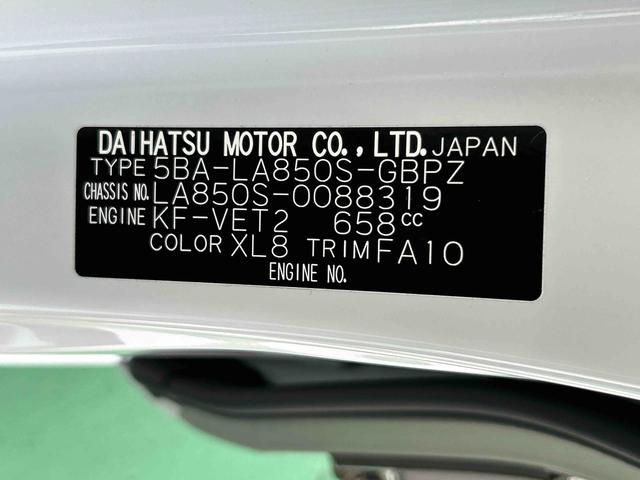 DAIHATSU MOTOR CO.,LTD. JAPAN
TYPE 5BA-LA850S-GBPZ
CHASSIS NO. LA850S-0088319
ENGINE KF-VET2 658cc
COLOR XL8 TRIM FA10
ENGINE NO.